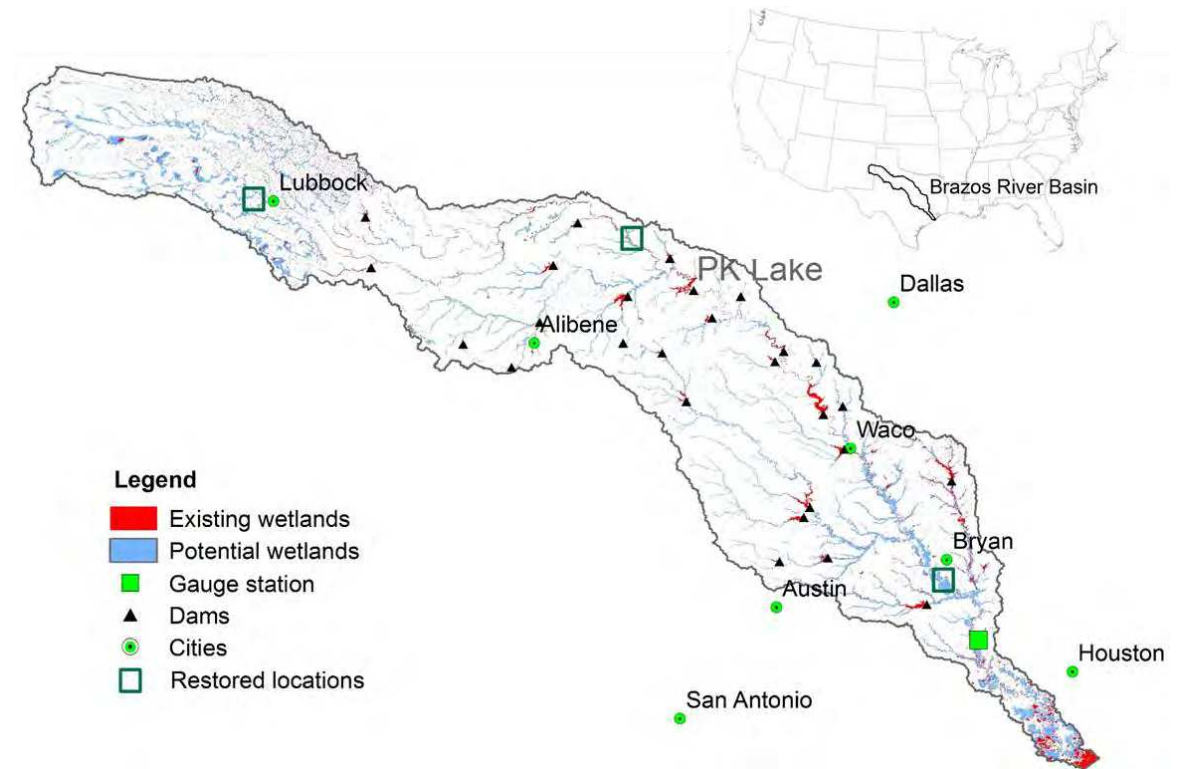 Brazos River Basin
Lubbock
PK Lake
Dallas
Alibene
Waco
Bryan
Austin
Houston
San Antonio
Legend
Existing wetlands
Potential wetlands
Gauge station
Dams
Cities
Restored locations